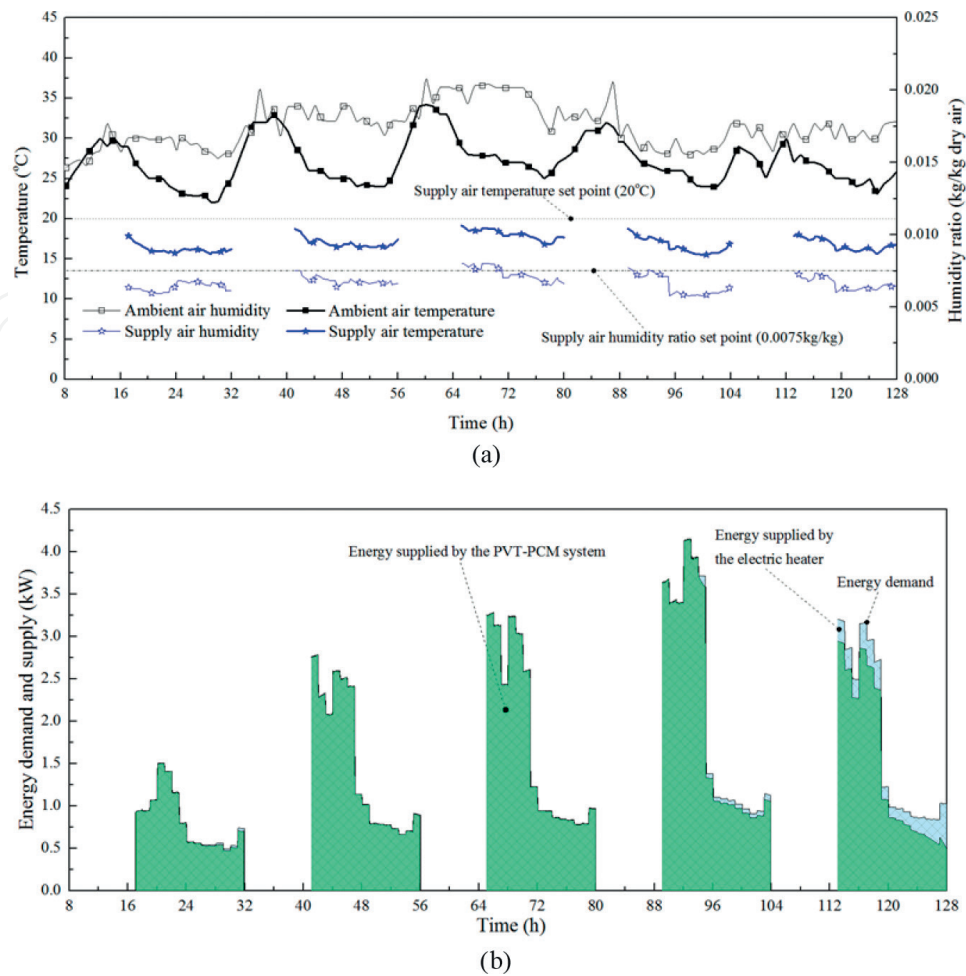 45 0.025
40
35 0.020
30
25 0.015
20
15 0.010
10
5 0.005
0 0.000
Temperature (°C)
Humidity ratio (kg/kg dry air)
Supply air temperature set point (20°C)
Ambient air humidity Ambient air temperature
Supply air humidity Supply air temperature
Supply air humidity ratio set point (0.0075kg/kg)
8 16 24 32 40 48 56 64 72 80 88 96 104 112 120 128
Time (h)
(a)
4.5
4.0
3.5
3.0
2.5
2.0
1.5
1.0
0.5
0.0
Energy demand and supply (kW)
Energy supplied by the PVT-PCM system
Energy supplied by
the electric heater
Energy demand
8 16 24 32 40 48 56 64 72 80 88 96 104 112 120 128
Time (h)
(b)